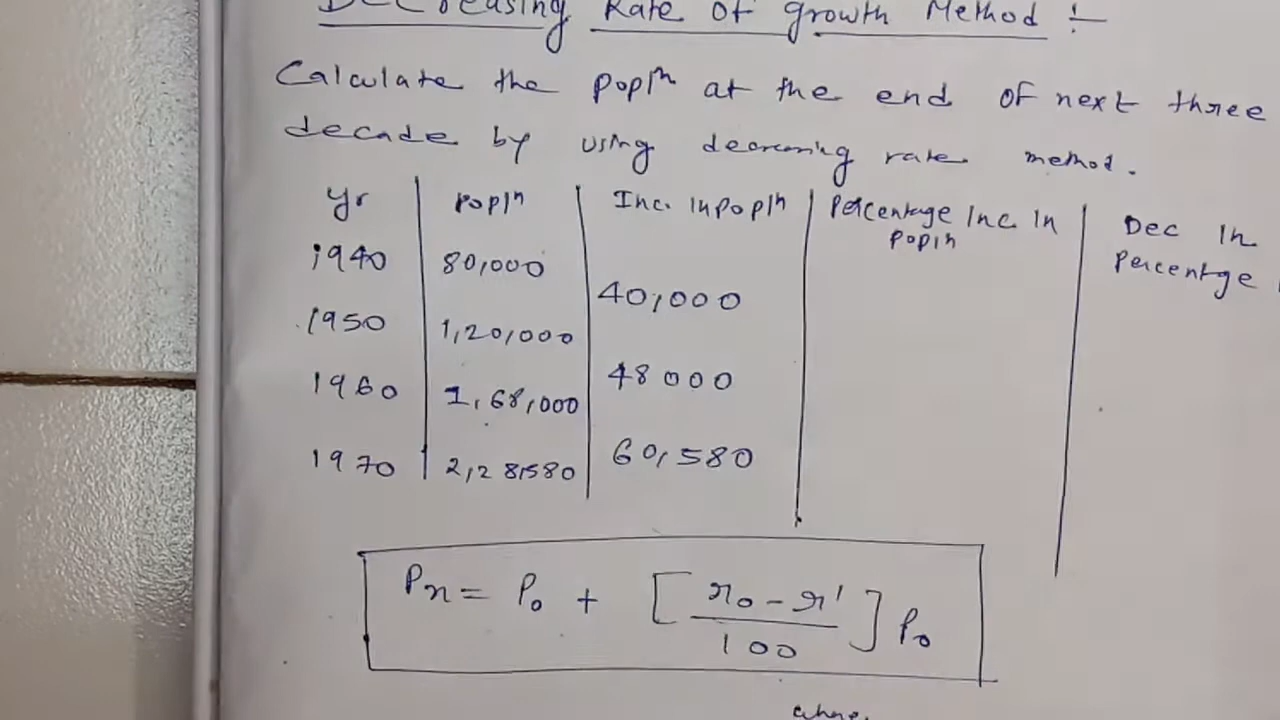 Decreasing Rate of growth Method :-
Calculate the popln at the end of next three
decade by using decreasing rate method.
Yr popln Inc. in popln Percentage Inc In popln Dec In Percentage
1940 80,000
40,000
1950 1,20,000
48000
1960 1,68,000
60,580
1970 2,28,580
Pn = P0 + [r0 - r' / 100] P0
where,